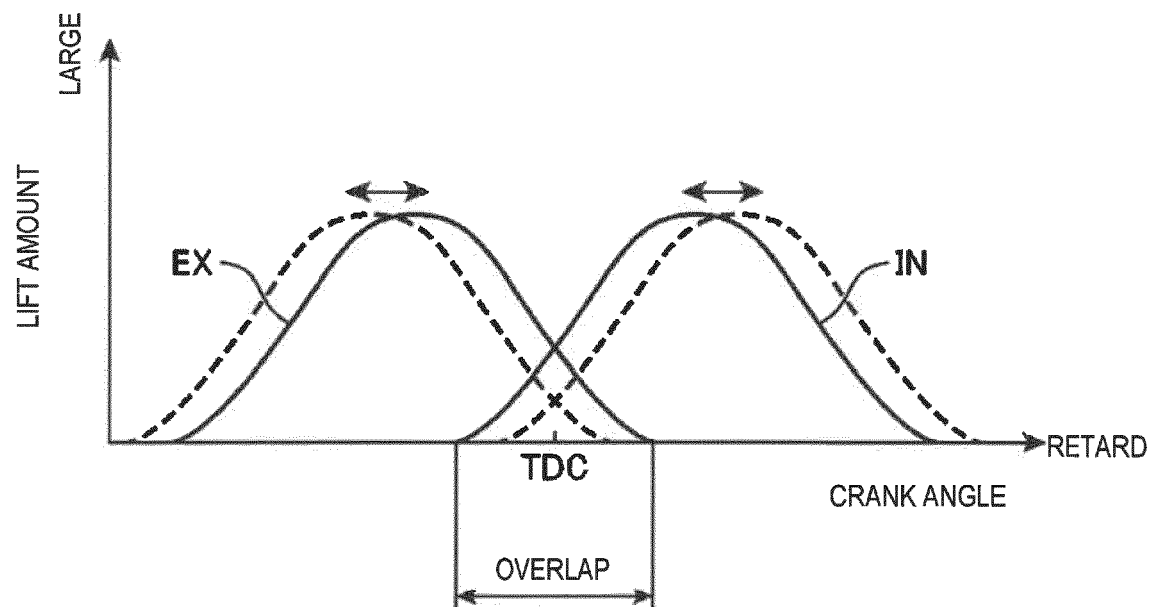 LARGE
LIFT AMOUNT
EX
IN
TDC
RETARD
CRANK ANGLE
OVERLAP